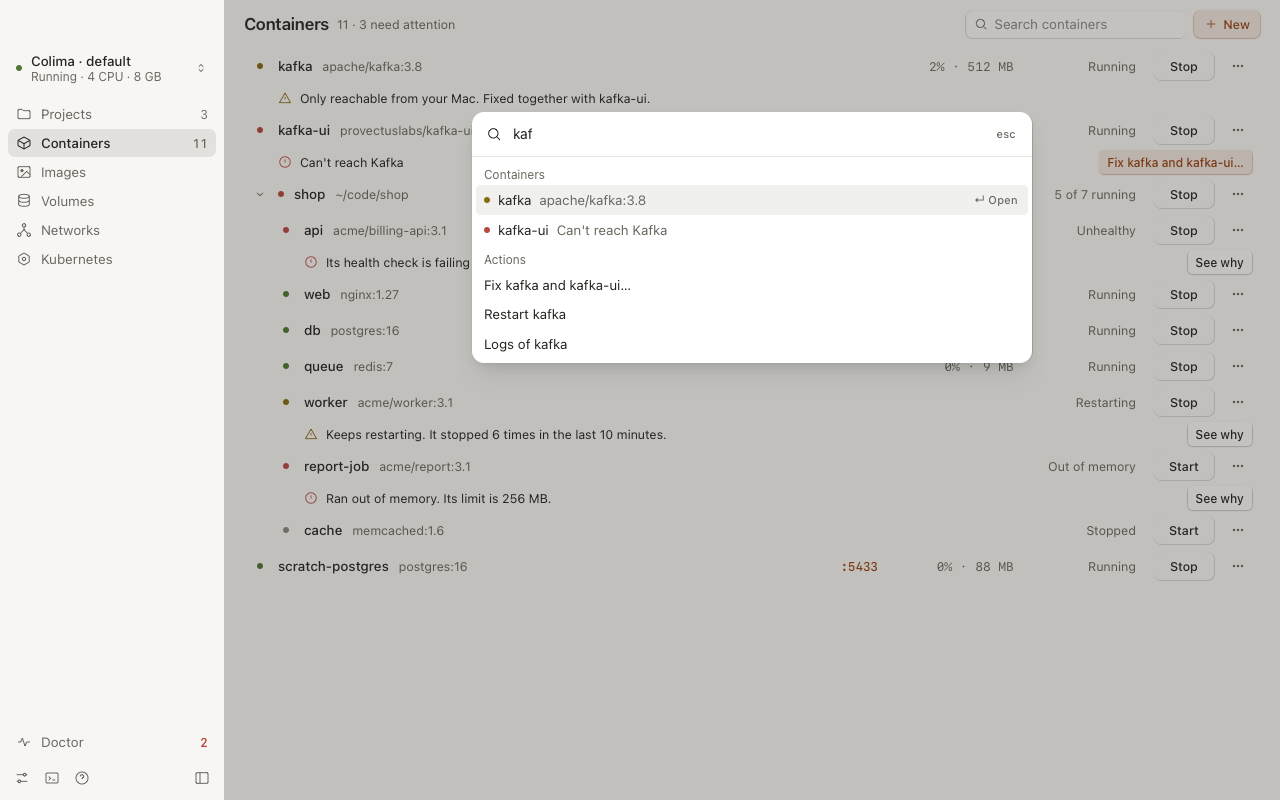 Colima · default
Running · 4 CPU · 8 GB
Projects 3
Containers 11
Images
Volumes
Networks
Kubernetes
Doctor 2
Containers 11 · 3 need attention
Search containers
New
kafka apache/kafka:3.8 2% · 512 MB Running Stop
Only reachable from your Mac. Fixed together with kafka-ui.
kafka-ui provectuslabs/kafka-ui Running Stop
Can't reach Kafka Fix kafka and kafka-ui...
shop ~/code/shop 5 of 7 running
api acme/billing-api:3.1 Unhealthy Stop
Its health check is failing See why
web nginx:1.27 Running Stop
db postgres:16 Running Stop
queue redis:7 0% · 9 MB Running Stop
worker acme/worker:3.1 Restarting Stop
Keeps restarting. It stopped 6 times in the last 10 minutes. See why
report-job acme/report:3.1 Out of memory Start
Ran out of memory. Its limit is 256 MB. See why
cache memcached:1.6 Stopped Start
scratch-postgres postgres:16 :5433 0% · 88 MB Running Stop
kaf esc
Containers
kafka apache/kafka:3.8 Open
kafka-ui Can't reach Kafka
Actions
Fix kafka and kafka-ui...
Restart kafka
Logs of kafka